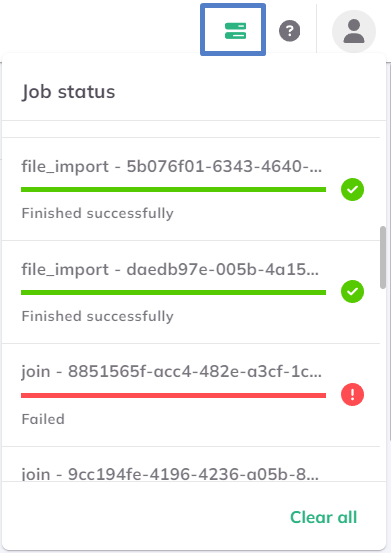 Job status
file_import - 5b076f01-6343-4640-...
Finished successfully
file_import - daedb97e-005b-4a15...
Finished successfully
join - 8851565f-acc4-482e-a3cf-1c...
Failed
join - 9cc194fe-4196-4236-a05b-8...
Clear all